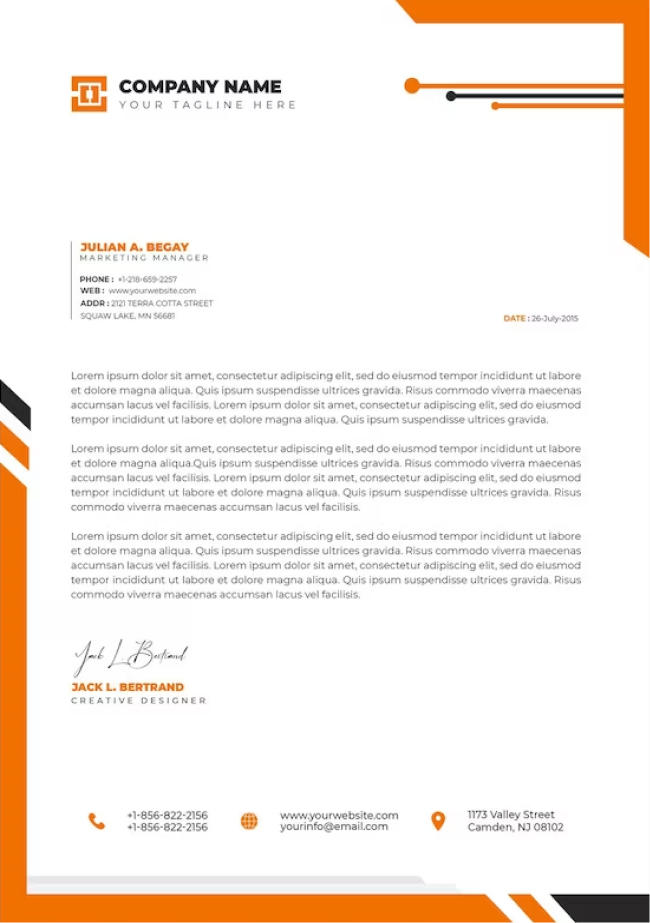 COMPANY NAME
YOUR TAGLINE HERE
JULIAN A. BEGAY
MARKETING MANAGER
PHONE : +1-218-659-2257
WEB : www.yourwebsite.com
ADDR : 2121 TERRA COTTA STREET
SQUAW LAKE, MN 56681
DATE : 26-July-2015
Lorem ipsum dolor sit amet, consectetur adipiscing elit, sed do eiusmod tempor incididunt ut labore
et dolore magna aliqua. Quis ipsum suspendisse ultrices gravida. Risus commodo viverra maecenas
accumsan lacus vel facilisis. Lorem ipsum dolor sit amet, consectetur adipiscing elit, sed do eiusmod
tempor incididunt ut labore et dolore magna aliqua. Quis ipsum suspendisse ultrices gravida.
Lorem ipsum dolor sit amet, consectetur adipiscing elit, sed do eiusmod tempor incididunt ut labore
et dolore magna aliqua.Quis ipsum suspendisse ultrices gravida. Risus commodo viverra maecenas
accumsan lacus vel facilisis. Lorem ipsum dolor sit amet, consectetur adipiscing elit, sed do eiusmod
tempor incididunt ut labore et dolore magna aliqua. Quis ipsum suspendisse ultrices gravida. Risus
commodo viverra maecenas accumsan lacus vel facilisis.
Lorem ipsum dolor sit amet, consectetur adipiscing elit, sed do eiusmod tempor incididunt ut labore
et dolore magna aliqua. Quis ipsum suspendisse ultrices gravida. Risus commodo viverra maecenas
accumsan lacus vel facilisis. Lorem ipsum dolor sit amet, consectetur adipiscing elit, sed do eiusmod
tempor incididunt ut labore et dolore magna aliqua. Quis ipsum suspendisse ultrices gravida. Risus
commodo viverra maecenas accumsan lacus vel facilisis.
Jack L Bertrand
JACK L. BERTRAND
CREATIVE DESIGNER
+1-856-822-2156
+1-856-822-2156
www.yourwebsite.com
yourinfo@email.com
1173 Valley Street
Camden, NJ 08102